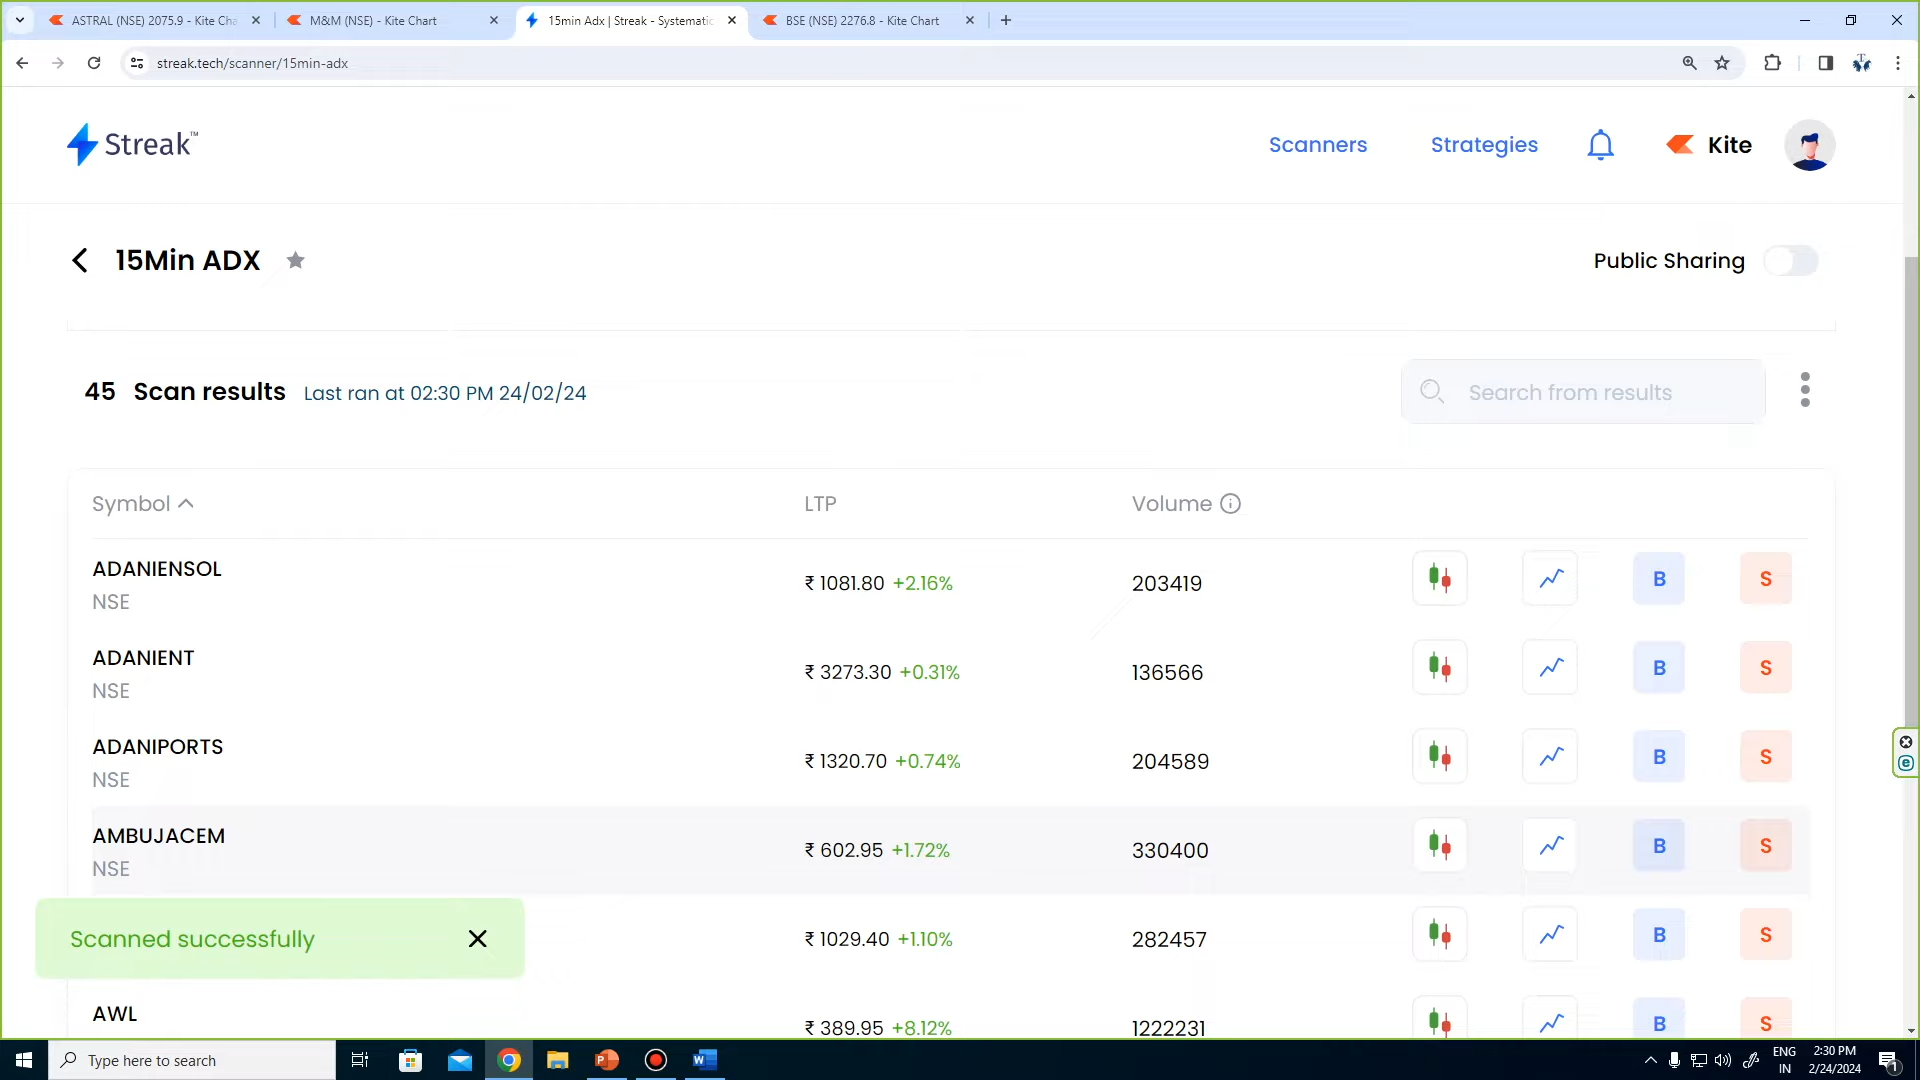 ASTRAL (NSE) 2075.9 - Kite Cha
M&M (NSE) - Kite Chart
15min Adx | Streak - Systematic
BSE (NSE) 2276.8 - Kite Chart
streak.tech/scanner/15min-adx
Streak™
Scanners
Strategies
Kite
15Min ADX
Public Sharing
45 Scan results Last ran at 02:30 PM 24/02/24
Search from results
Symbol
LTP
Volume
ADANIENSOL
NSE
₹ 1081.80 +2.16%
203419
B
S
ADANIENT
NSE
₹ 3273.30 +0.31%
136566
B
S
ADANIPORTS
NSE
₹ 1320.70 +0.74%
204589
B
S
AMBUJACEM
NSE
₹ 602.95 +1.72%
330400
B
S
Scanned successfully
₹ 1029.40 +1.10%
282457
B
S
AWL
₹ 389.95 +8.12%
1222231
B
S
Type here to search
ENG
IN
2:30 PM
2/24/2024
1